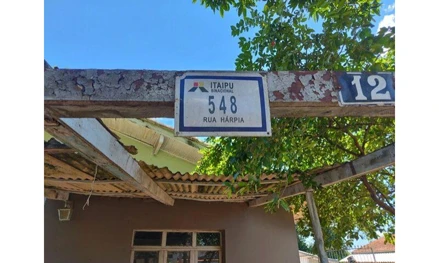 ITAIPU
BINACIONAL
548
RUA HÁRPIA
12